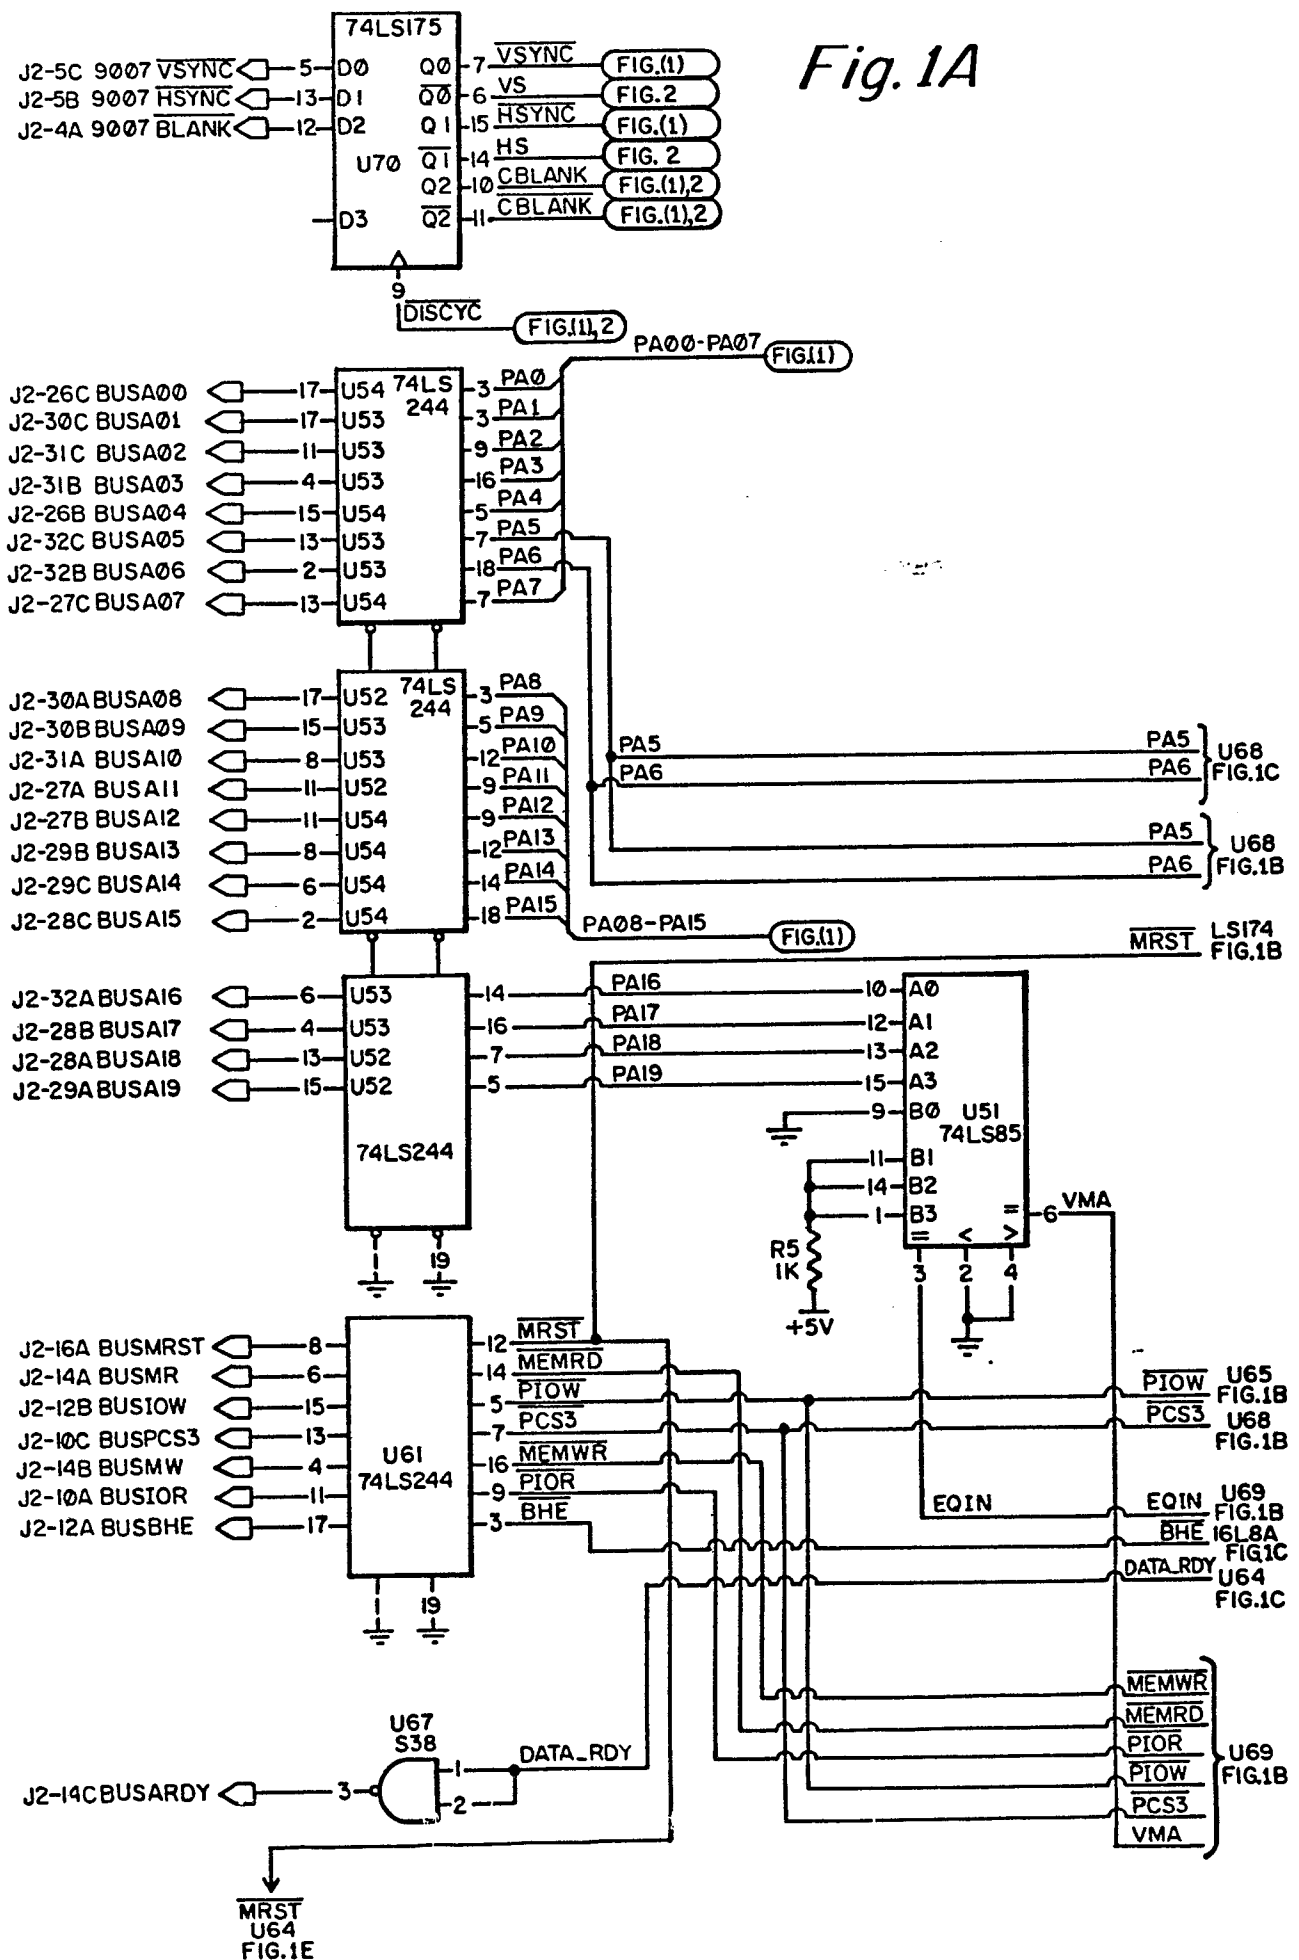 Fig. 1A
74LS175
J2-5C 9007 VSYNC 5 D0 Q0 7 VSYNC FIG.(1)
Q0 6 VS FIG.2
J2-5B 9007 HSYNC 13 D1 Q1 15 HSYNC FIG.(1)
J2-4A 9007 BLANK 12 D2
U70 Q1 14 HS FIG. 2
Q2 10 CBLANK FIG.(1),2
D3 Q2 11 CBLANK FIG.(1),2
9
DISCYC FIG.(1),2
PA00-PA07 FIG.(1)
74LS
244
J2-26C BUSA00 17 U54 3 PA0
J2-30C BUSA01 17 U53 3 PA1
J2-31C BUSA02 11 U53 9 PA2
J2-31B BUSA03 4 U53 16 PA3
J2-26B BUSA04 15 U54 5 PA4
J2-32C BUSA05 13 U53 7 PA5
J2-32B BUSA06 2 U53 18 PA6
J2-27C BUSA07 13 U54 7 PA7
74LS
244
J2-30A BUSA08 17 U52 3 PA8
J2-30B BUSA09 15 U53 5 PA9
J2-31A BUSA10 8 U53 12 PA10
J2-27A BUSA11 11 U52 9 PA11
J2-27B BUSA12 11 U54 9 PA12
J2-29B BUSA13 8 U54 12 PA13
J2-29C BUSA14 6 U54 14 PA14
J2-28C BUSA15 2 U54 18 PA15
PA5 PA5 U68
PA6 PA6 FIG.1C
PA5 U68
PA6 FIG.1B
PA08-PA15 FIG.(1)
MRST LS174
FIG.1B
J2-32A BUSA16 6 U53 14 PA16 10 A0
J2-28B BUSA17 4 U53 16 PA17 12 A1
J2-28A BUSA18 13 U52 7 PA18 13 A2
J2-29A BUSA19 15 U52 5 PA19 15 A3
9 B0 U51
74LS85
74LS244
11 B1
14 B2
1 B3 = 6 VMA
= < >
3 2 4
1 19
R5
1K
+5V
J2-16A BUSMRST 8 12 MRST
J2-14A BUSMR 6 14 MEMRD
J2-12B BUSIOW 15 5 PIOW PIOW U65
FIG.1B
J2-10C BUSPCS3 13 7 PCS3 PCS3 U68
FIG.1B
U61
74LS244
J2-14B BUSMW 4 16 MEMWR
J2-10A BUSIOR 11 9 PIOR
J2-12A BUSBHE 17 3 BHE
EQIN EQIN U69
FIG.1B
BHE 16L8A
FIG.1C
DATA_RDY U64
FIG.1C
1 19
MEMWR
MEMRD
PIOR
PIOW
PCS3
VMA
U69
FIG.1B
U67
S38
J2-14C BUSARDY 3 1 2 DATA_RDY
MRST
U64
FIG.1E